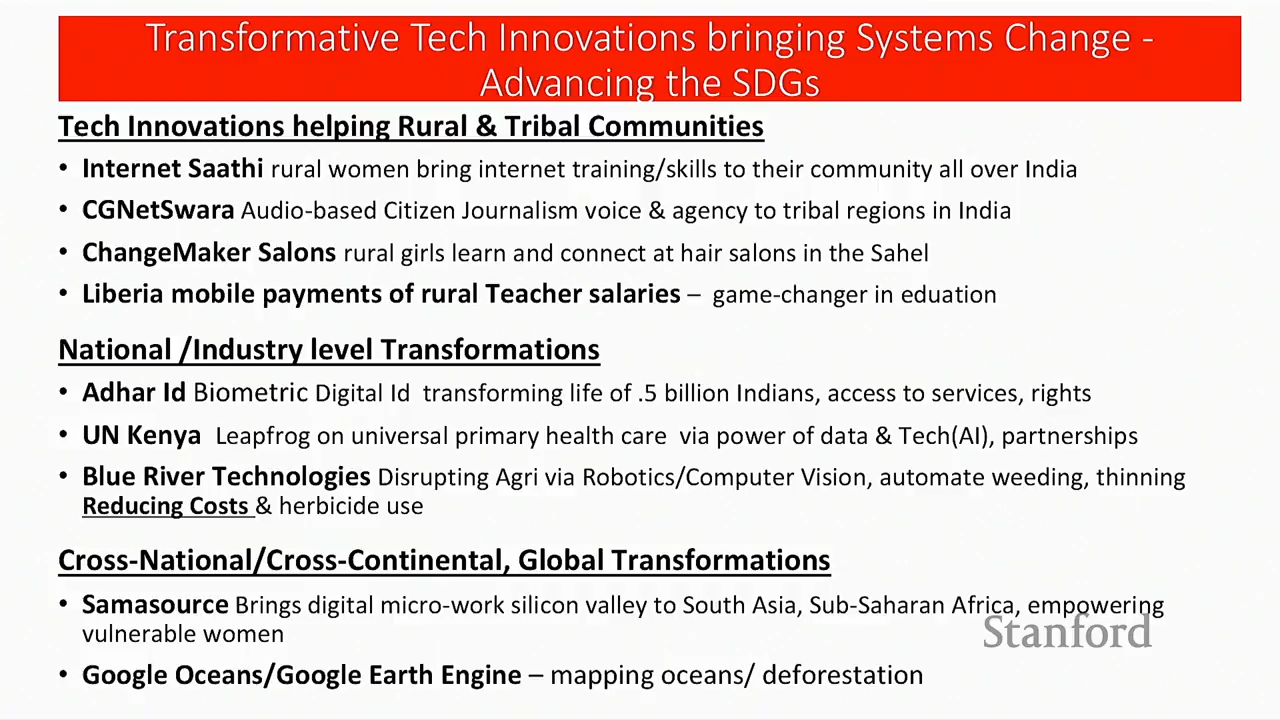 Transformative Tech Innovations bringing Systems Change -
Advancing the SDGs
Tech Innovations helping Rural & Tribal Communities
• Internet Saathi rural women bring internet training/skills to their community all over India
• CGNetSwara Audio-based Citizen Journalism voice & agency to tribal regions in India
• ChangeMaker Salons rural girls learn and connect at hair salons in the Sahel
• Liberia mobile payments of rural Teacher salaries – game-changer in eduation
National /Industry level Transformations
• Adhar Id Biometric Digital Id transforming life of .5 billion Indians, access to services, rights
• UN Kenya Leapfrog on universal primary health care via power of data & Tech(AI), partnerships
• Blue River Technologies Disrupting Agri via Robotics/Computer Vision, automate weeding, thinning
Reducing Costs & herbicide use
Cross-National/Cross-Continental, Global Transformations
• Samasource Brings digital micro-work silicon valley to South Asia, Sub-Saharan Africa, empowering
vulnerable women
Stanford
• Google Oceans/Google Earth Engine – mapping oceans/ deforestation